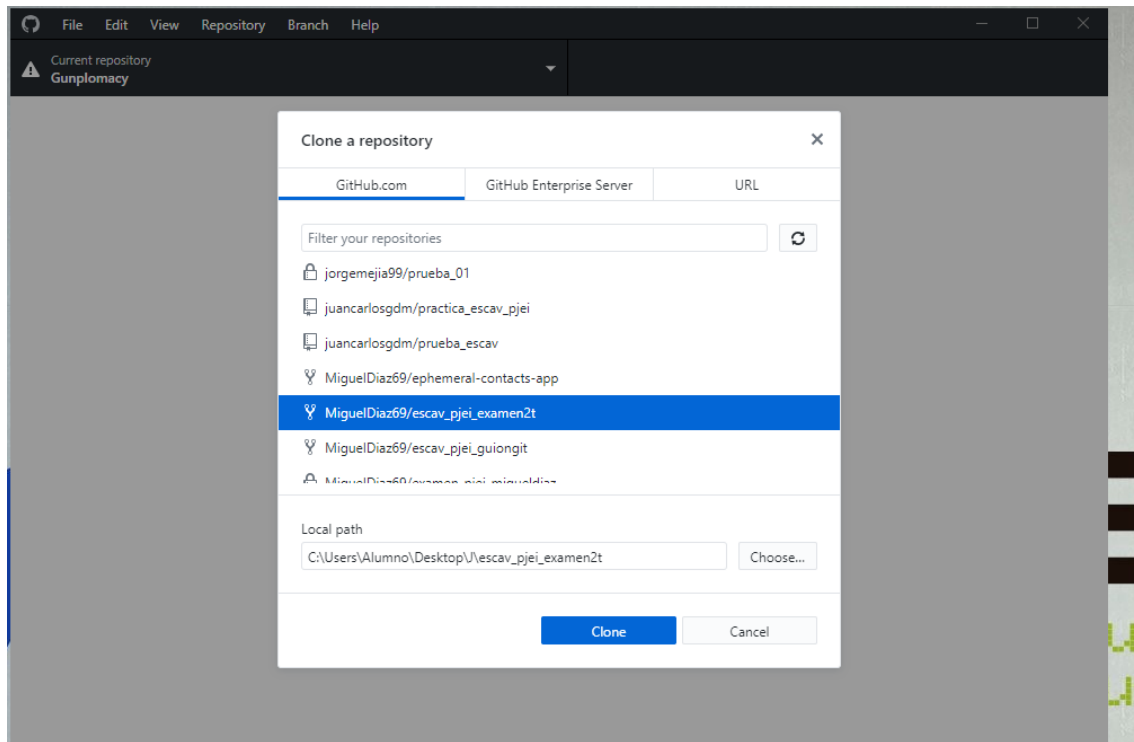 File Edit View Repository Branch Help
Current repository
Gunplomacy
Clone a repository
GitHub.com GitHub Enterprise Server URL
Filter your repositories
jorgemejia99/prueba_01
juancarlosgdm/practica_escav_pjei
juancarlosgdm/prueba_escav
MiguelDiaz69/ephemeral-contacts-app
MiguelDiaz69/escav_pjei_examen2t
MiguelDiaz69/escav_pjei_guiongit
MiguelDiaz69/examen_pjei_migueldiaz
Local path
C:\Users\Alumno\Desktop\J\escav_pjei_examen2t Choose...
Clone Cancel